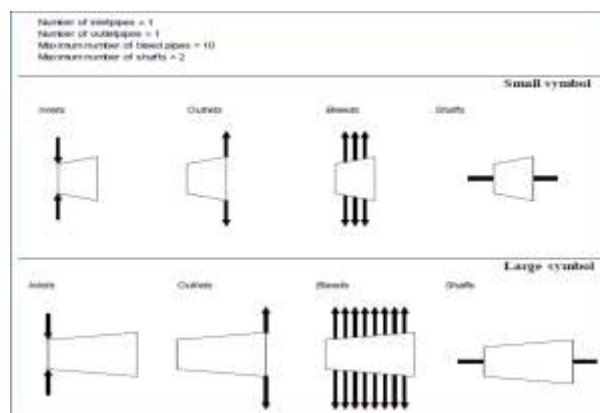 Number of inletpipes = 1
Number of outletpipes = 1
Maximum number of bleed pipes = 10
Maximum number of shafts = 2
Small symbol
Inlets Outlets Bleeds Shafts
Large symbol
Inlets Outlets Bleeds Shafts